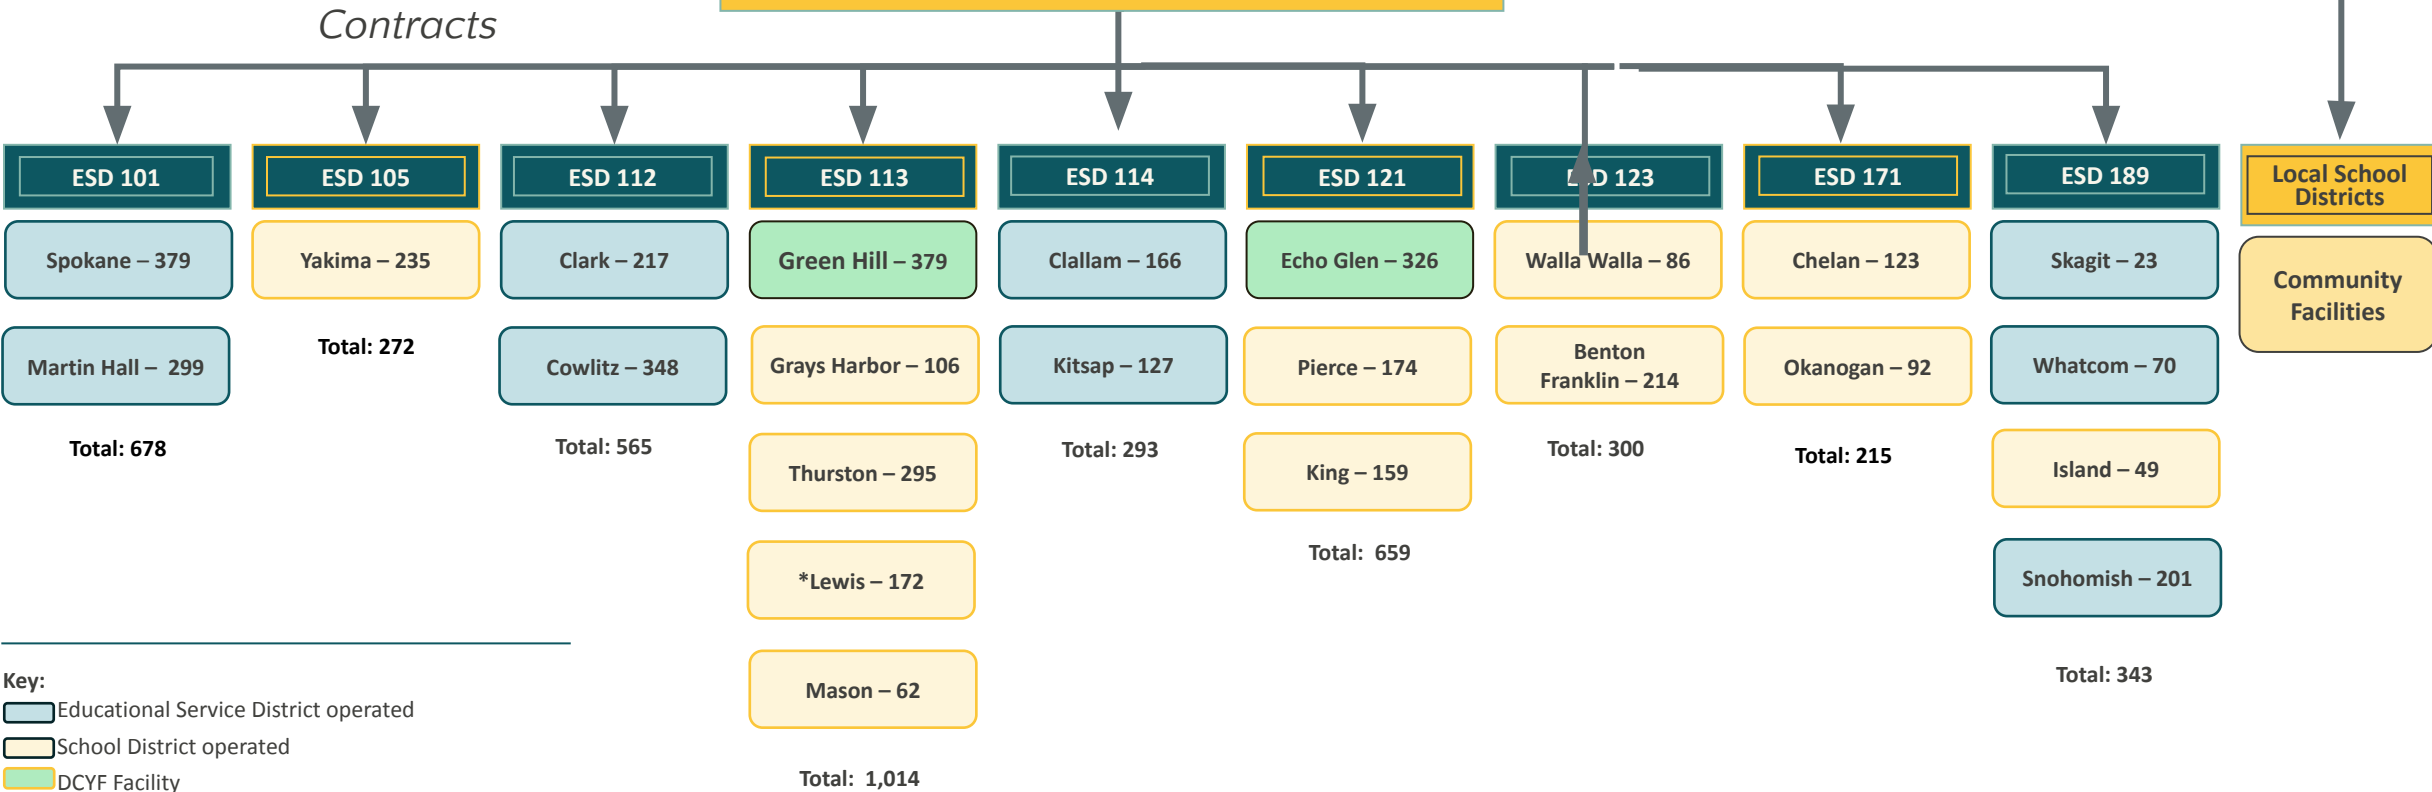 Contracts
ESD 101
ESD 105
ESD 112
ESD 113
ESD 114
ESD 121
ESD 123
ESD 171
ESD 189
Local School
Districts
Spokane – 379
Yakima – 235
Clark – 217
Green Hill – 379
Clallam – 166
Echo Glen – 326
Walla Walla – 86
Chelan – 123
Skagit – 23
Community
Facilities
Martin Hall –  299
Total: 272
Cowlitz – 348
Grays Harbor – 106
Kitsap – 127
Pierce – 174
Benton
Franklin – 214
Okanogan – 92
Whatcom – 70
Total: 678
Total: 565
Thurston – 295
Total: 293
King – 159
Total: 300
Total: 215
Island – 49
*Lewis – 172
Total:  659
Snohomish – 201
Mason – 62
Total: 343
Total:  1,014
Key:
Educational Service District operated
School District operated
DCYF Facility